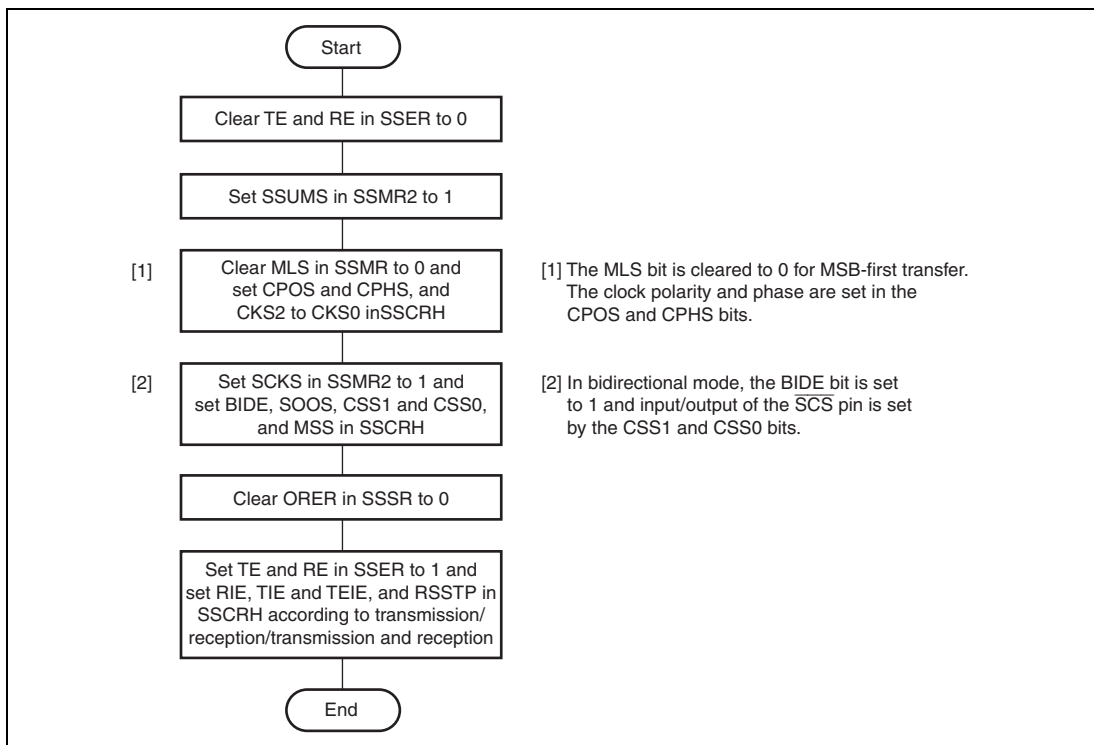 Start
Clear TE and RE in SSER to 0
Set SSUMS in SSMR2 to 1
[1]
Clear MLS in SSMR to 0 and
set CPOS and CPHS, and
CKS2 to CKS0 inSSCRH
[1] The MLS bit is cleared to 0 for MSB-first transfer.
The clock polarity and phase are set in the
CPOS and CPHS bits.
[2]
Set SCKS in SSMR2 to 1 and
set BIDE, SOOS, CSS1 and CSS0,
and MSS in SSCRH
[2] In bidirectional mode, the BIDE bit is set
to 1 and input/output of the SCS pin is set
by the CSS1 and CSS0 bits.
Clear ORER in SSSR to 0
Set TE and RE in SSER to 1 and
set RIE, TIE and TEIE, and RSSTP in
SSCRH according to transmission/
reception/transmission and reception
End